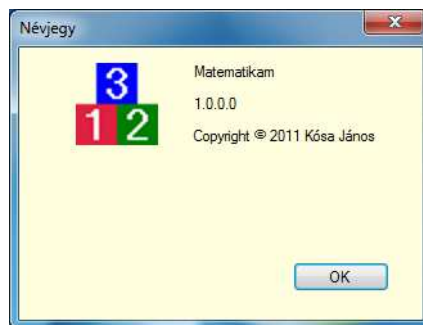 Névjegy
3
1 2
Matematikam
1.0.0.0
Copyright © 2011 Kósa János
OK